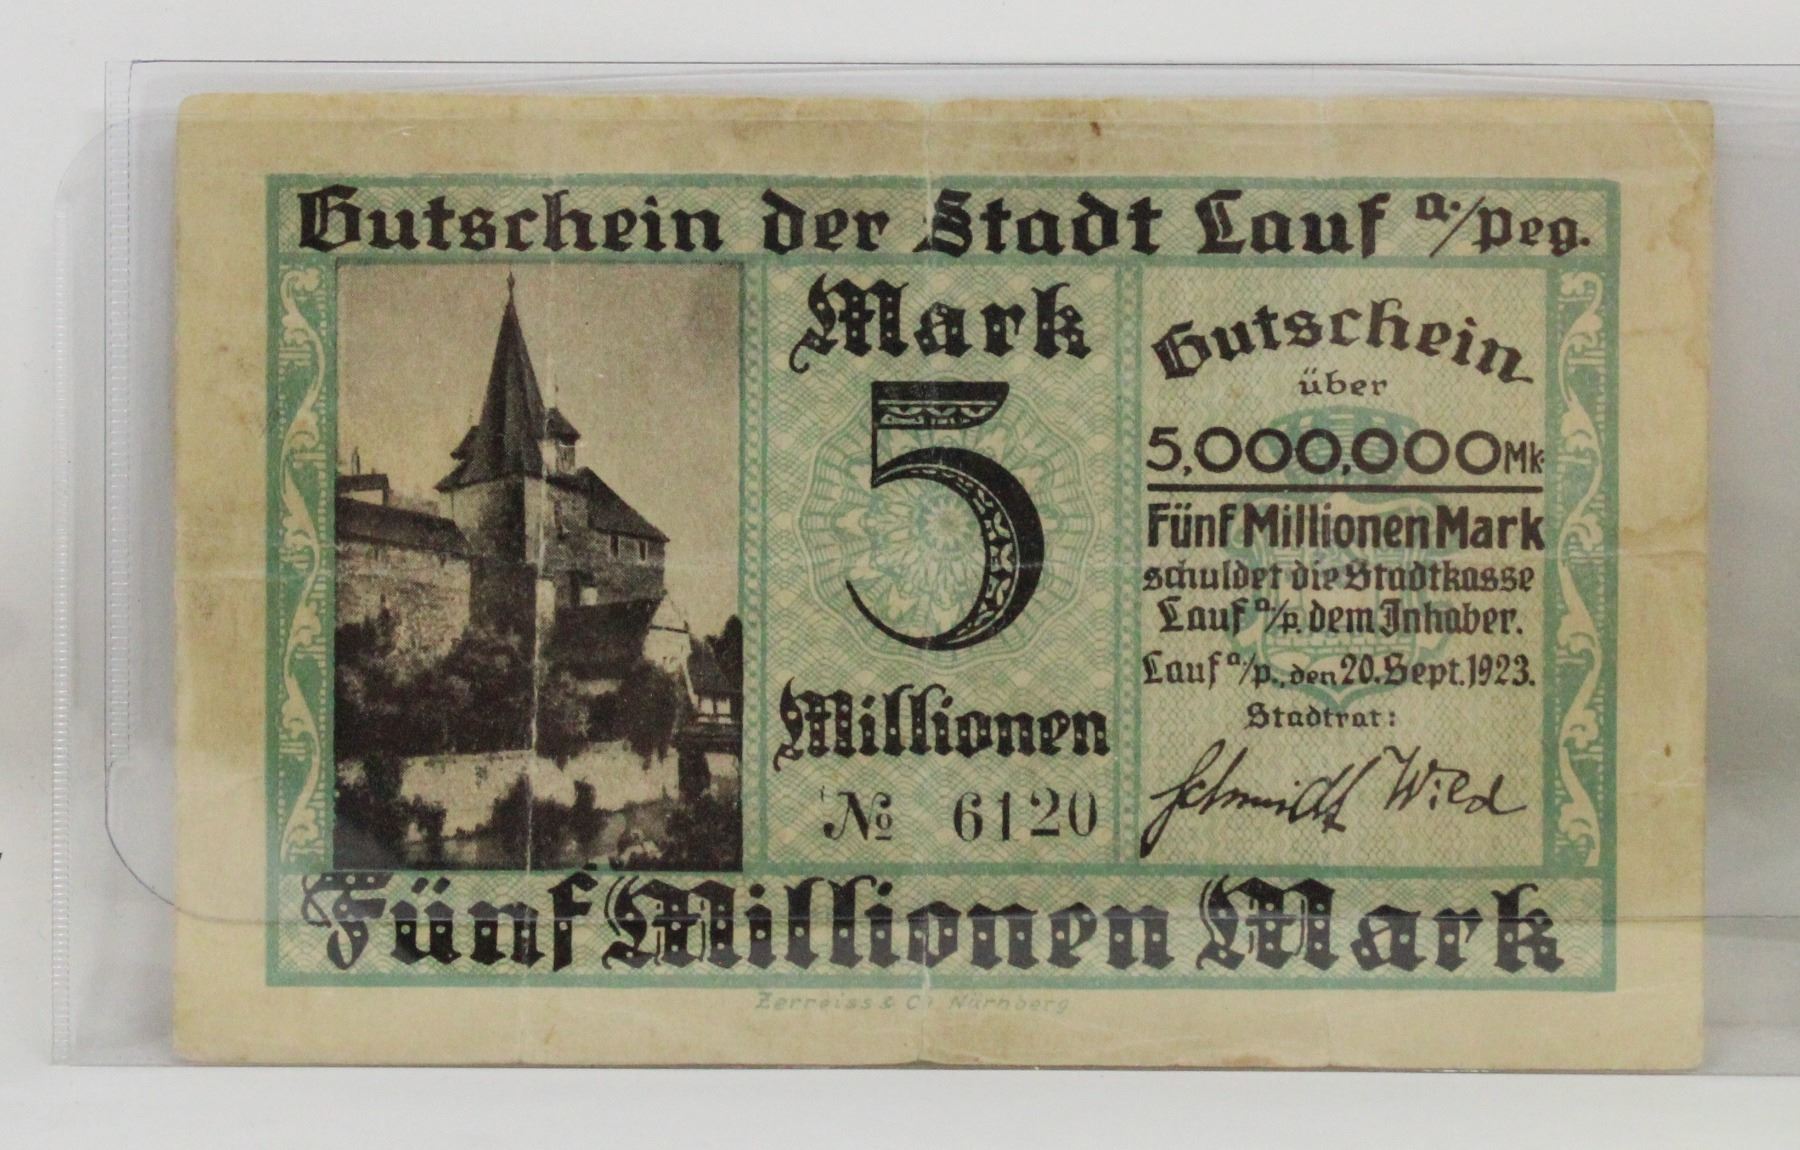 Gutschein der Stadt Lauf a./Peg.
Mark
5
Millionen
№ 6120
Gutschein
über
5,000,000 Mk.
Fünf Millionen Mark
schuldet die Stadtkasse
Lauf a./p. dem Inhaber.
Lauf a./p., den 20. Sept. 1923.
Stadtrat:
Schmidt Wild
Fünf Millionen Mark
Zerreiss & Co. Nürnberg